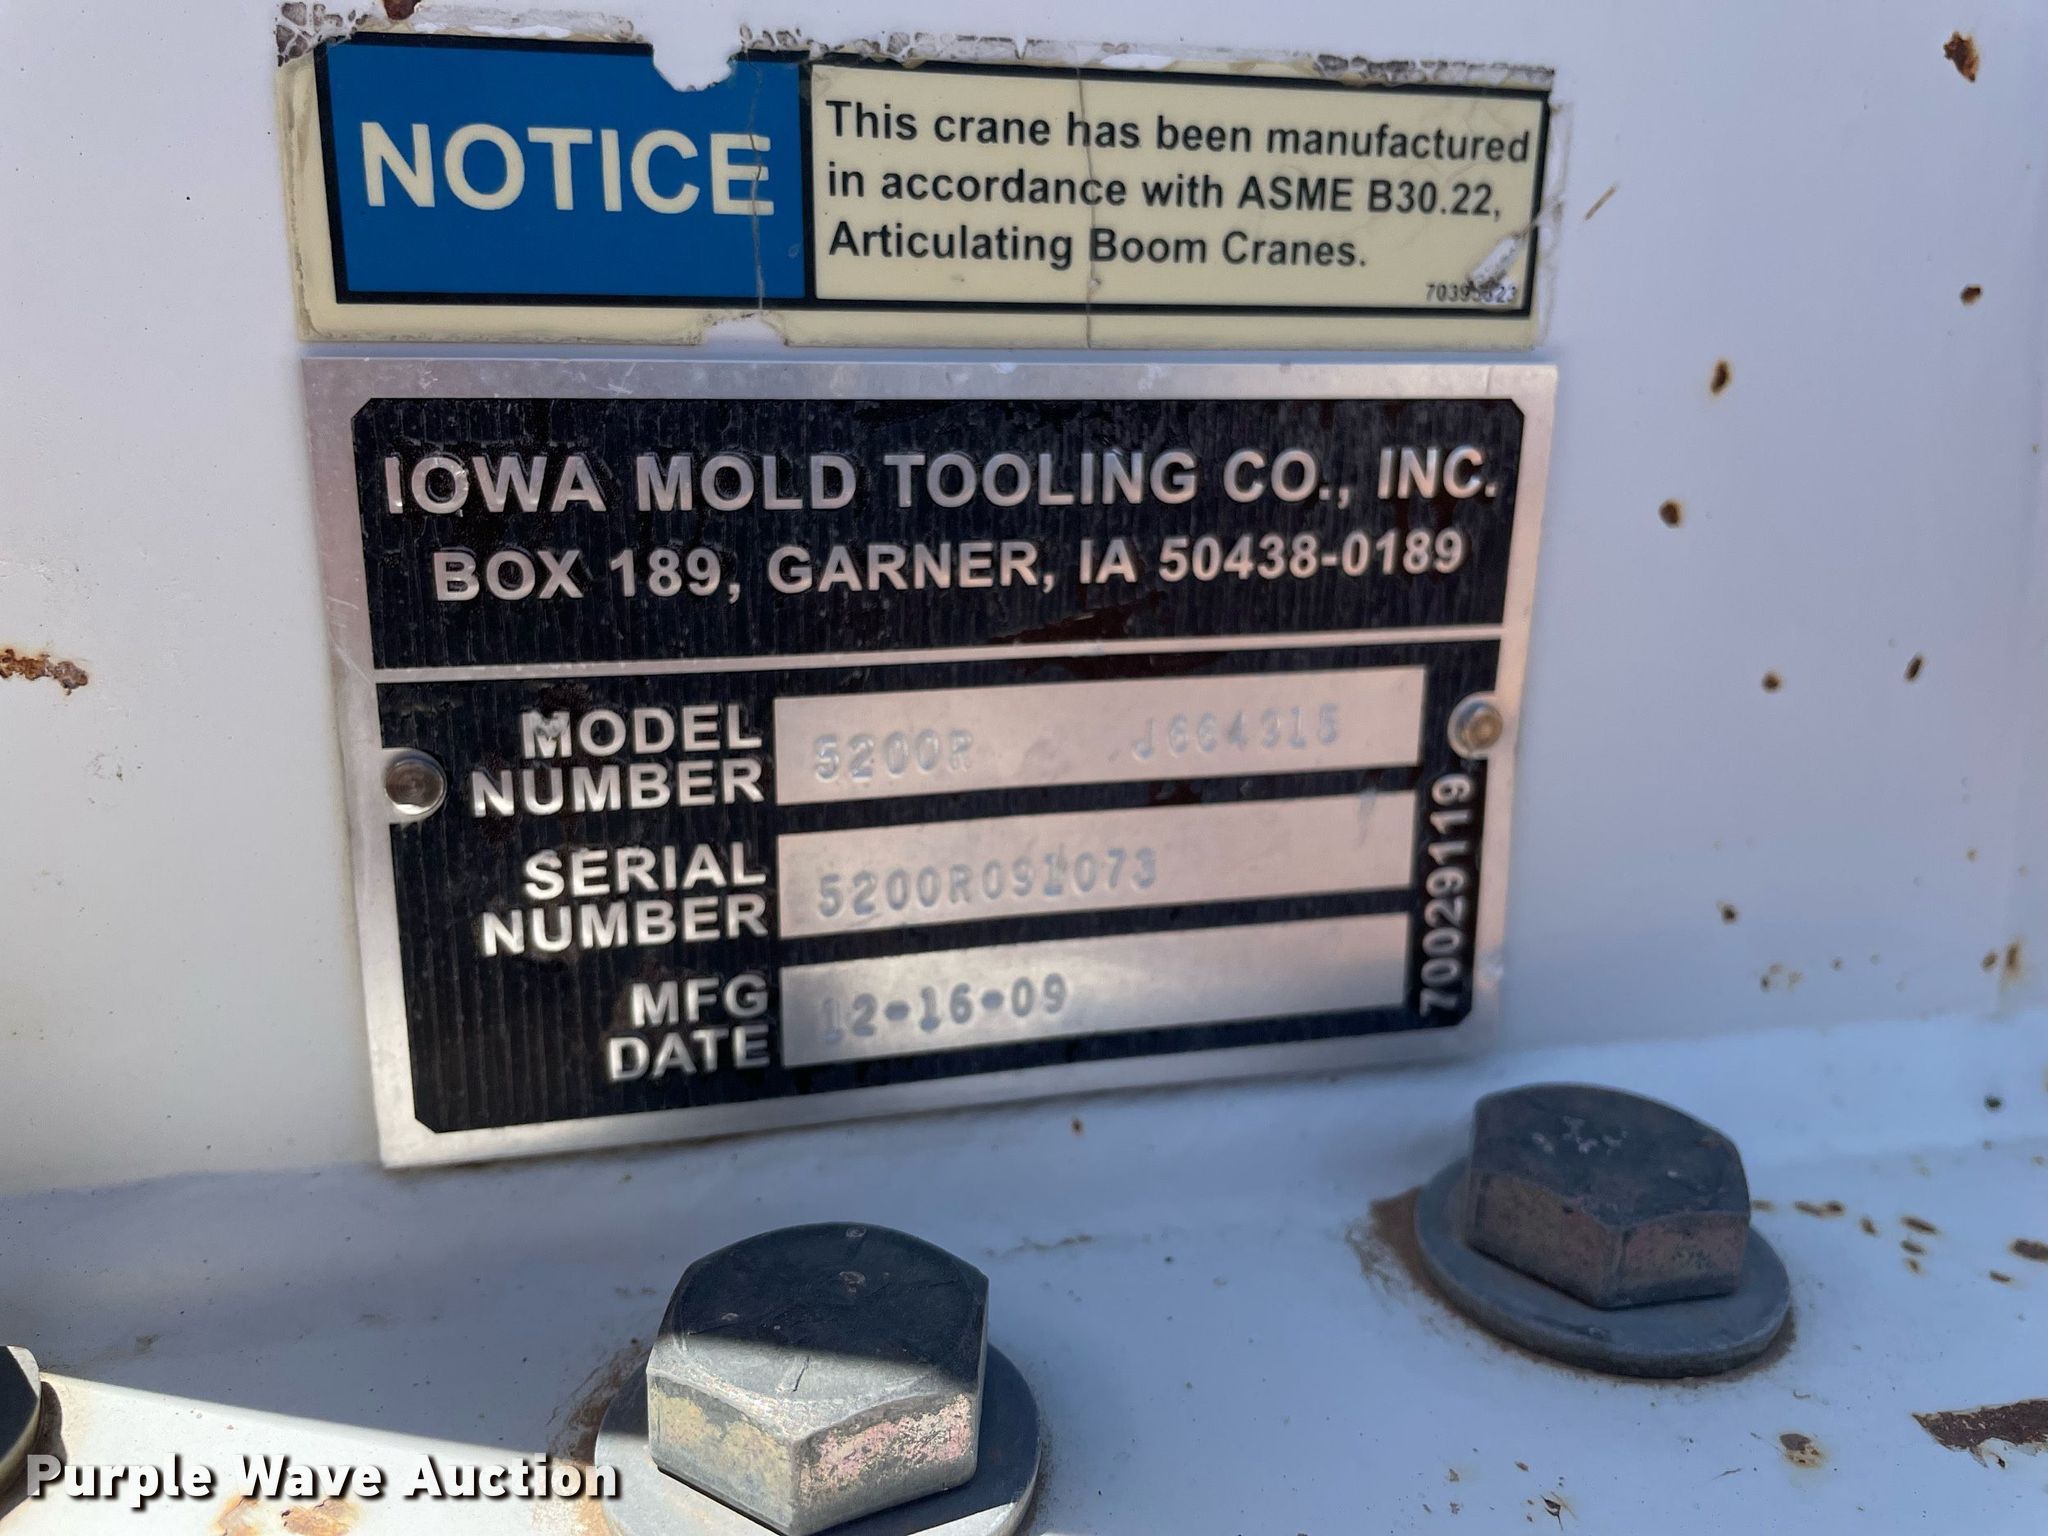 NOTICE
This crane has been manufactured
in accordance with ASME B30.22,
Articulating Boom Cranes.
IOWA MOLD TOOLING CO., INC.
BOX 189, GARNER, IA 50438-0189
MODEL NUMBER 5200R J664315
SERIAL NUMBER 5200R091073
MFG DATE 12-16-09
70029119
Purple Wave Auction